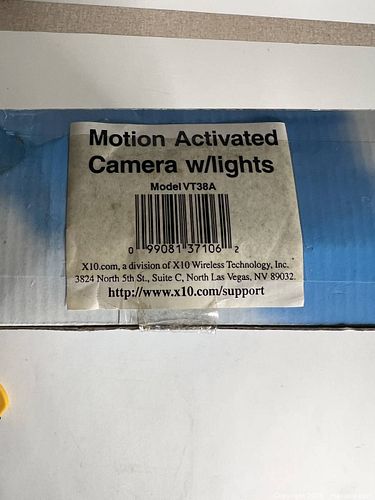 Motion Activated
Camera w/lights
Model VT38A
0 99081 37106 2
X10.com, a division of X10 Wireless Technology, Inc.
3824 North 5th St., Suite C, North Las Vegas, NV 89032
http://www.x10.com/support